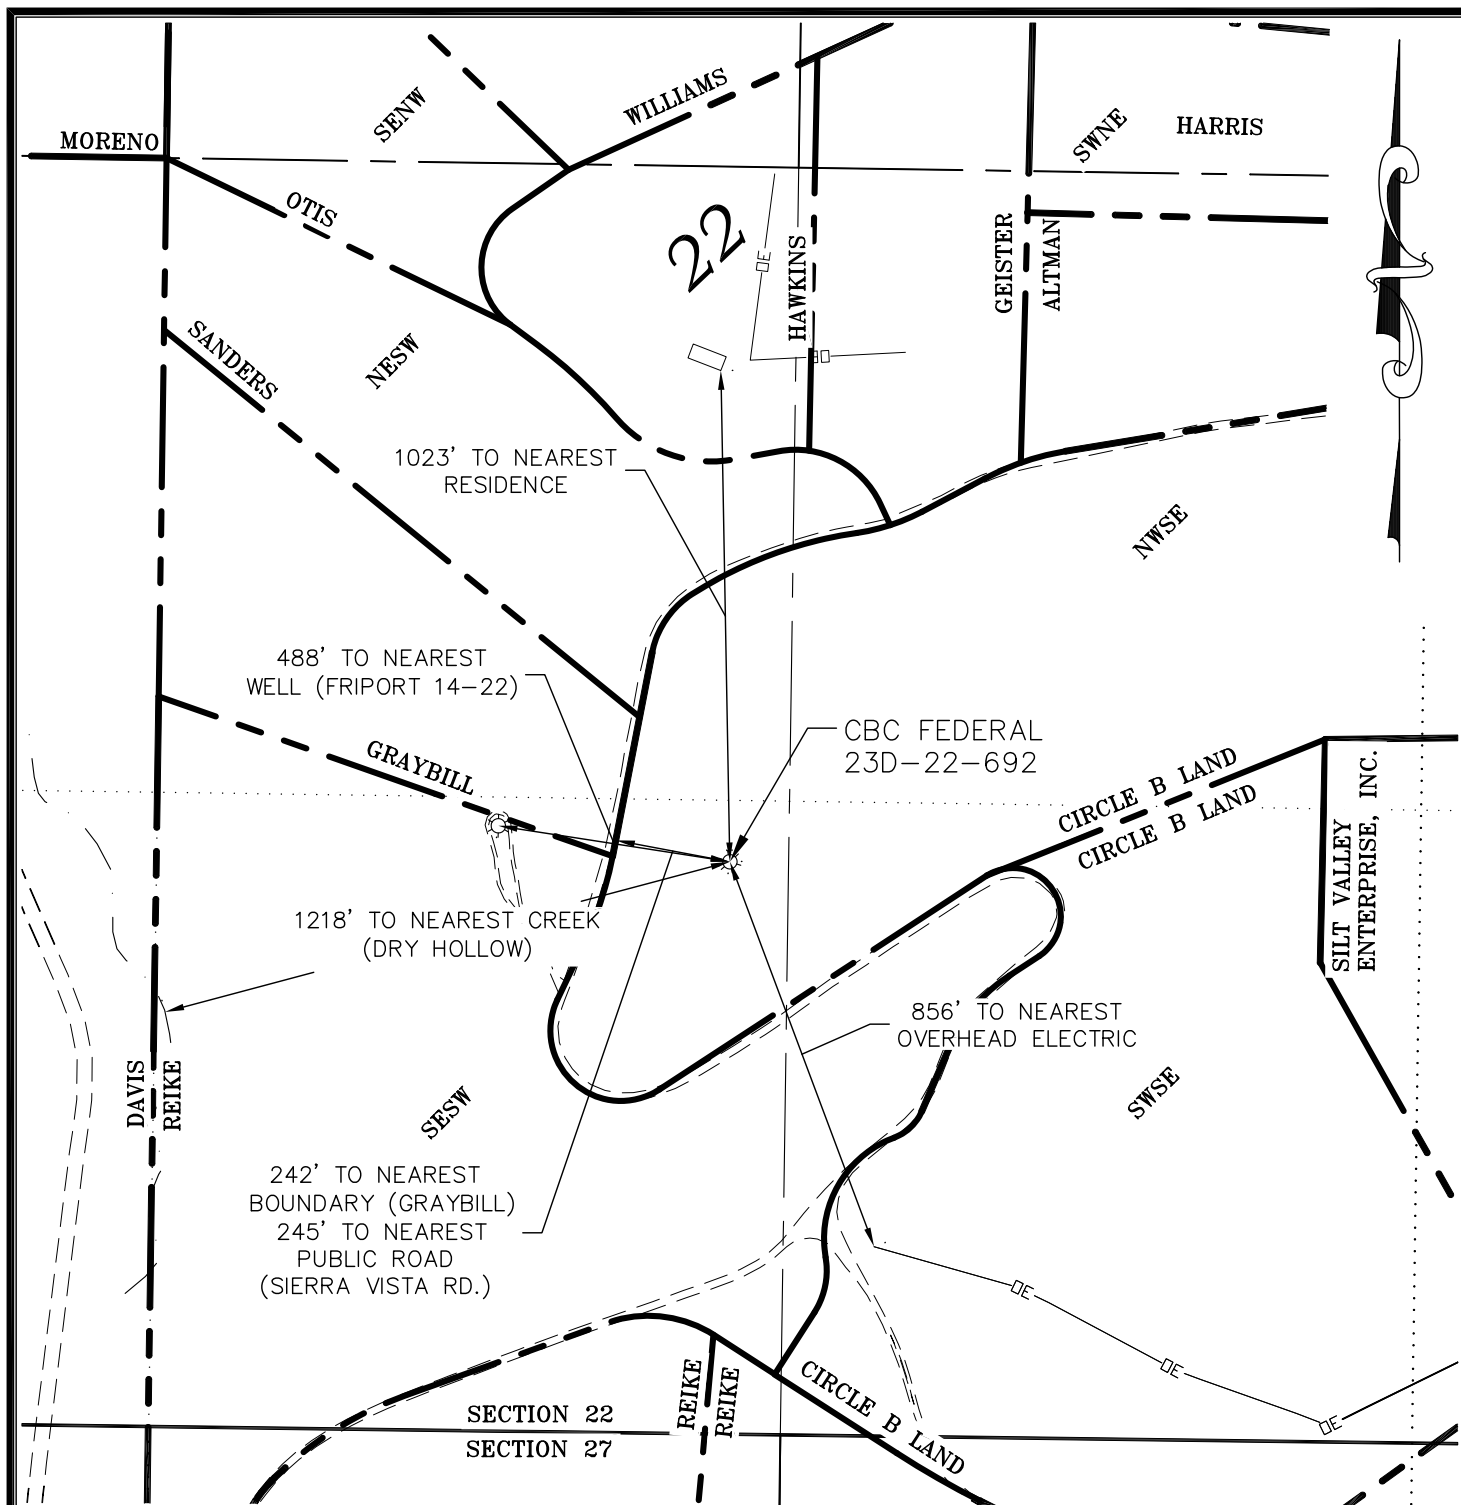 MORENO
SENW
WILLIAMS
SWNE
HARRIS
OTIS
22
HAWKINS
GEISTER
ALTMAN
SANDERS
NESW
1023' TO NEAREST
RESIDENCE
NWSE
488' TO NEAREST
WELL (FRIPORT 14-22)
CBC FEDERAL
23D-22-692
GRAYBILL
CIRCLE B LAND
CIRCLE B LAND
SILT VALLEY
ENTERPRISE, INC.
1218' TO NEAREST CREEK
(DRY HOLLOW)
856' TO NEAREST
OVERHEAD ELECTRIC
DAVIS
REIKE
SESW
SWSE
242' TO NEAREST
BOUNDARY (GRAYBILL)
245' TO NEAREST
PUBLIC ROAD
(SIERRA VISTA RD.)
REIKE
REIKE
CIRCLE B LAND
SECTION 22
SECTION 27